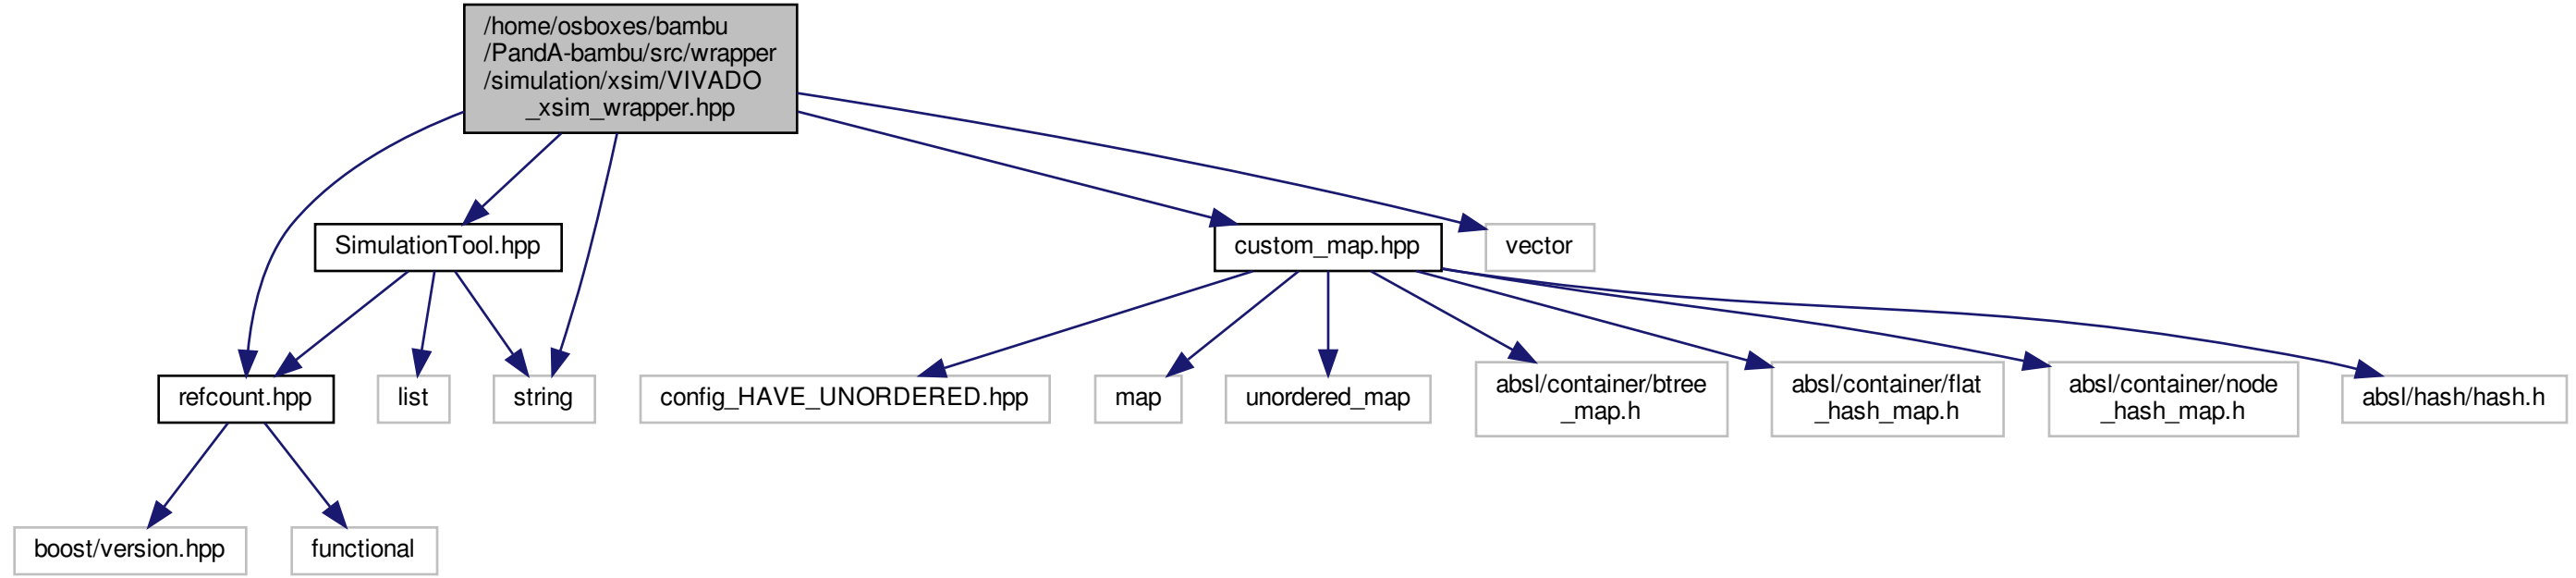 /home/osboxes/bambu
/PandA-bambu/src/wrapper
/simulation/xsim/VIVADO
_xsim_wrapper.hpp
SimulationTool.hpp
custom_map.hpp
vector
refcount.hpp
list
string
config_HAVE_UNORDERED.hpp
map
unordered_map
absl/container/btree
_map.h
absl/container/flat
_hash_map.h
absl/container/node
_hash_map.h
absl/hash/hash.h
boost/version.hpp
functional